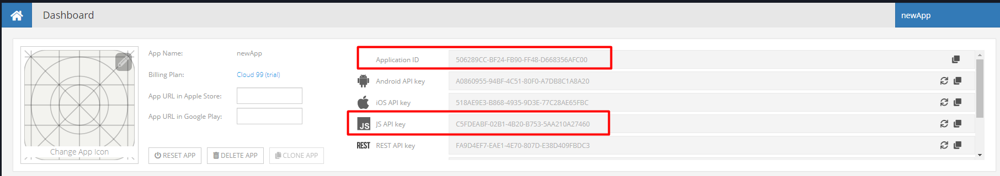 Dashboard
newApp
App Name: newApp
Billing Plan: Cloud 99 (trial)
App URL in Apple Store:
App URL in Google Play:
Change App Icon
RESET APP DELETE APP CLONE APP
Application ID 506289CC-BF24-FB90-FF48-D668356AFC00
Android API key A0860955-94BF-4C51-80F0-A7DB8C1A8A20
iOS API key 518AE9E3-B868-4935-9D3E-77C28AE65FBC
JS JS API key C5FDEABF-02B1-4B20-B753-5AA210A27460
REST REST API key FA9D4EF7-EAE1-4E70-807D-E38D409FBDC3